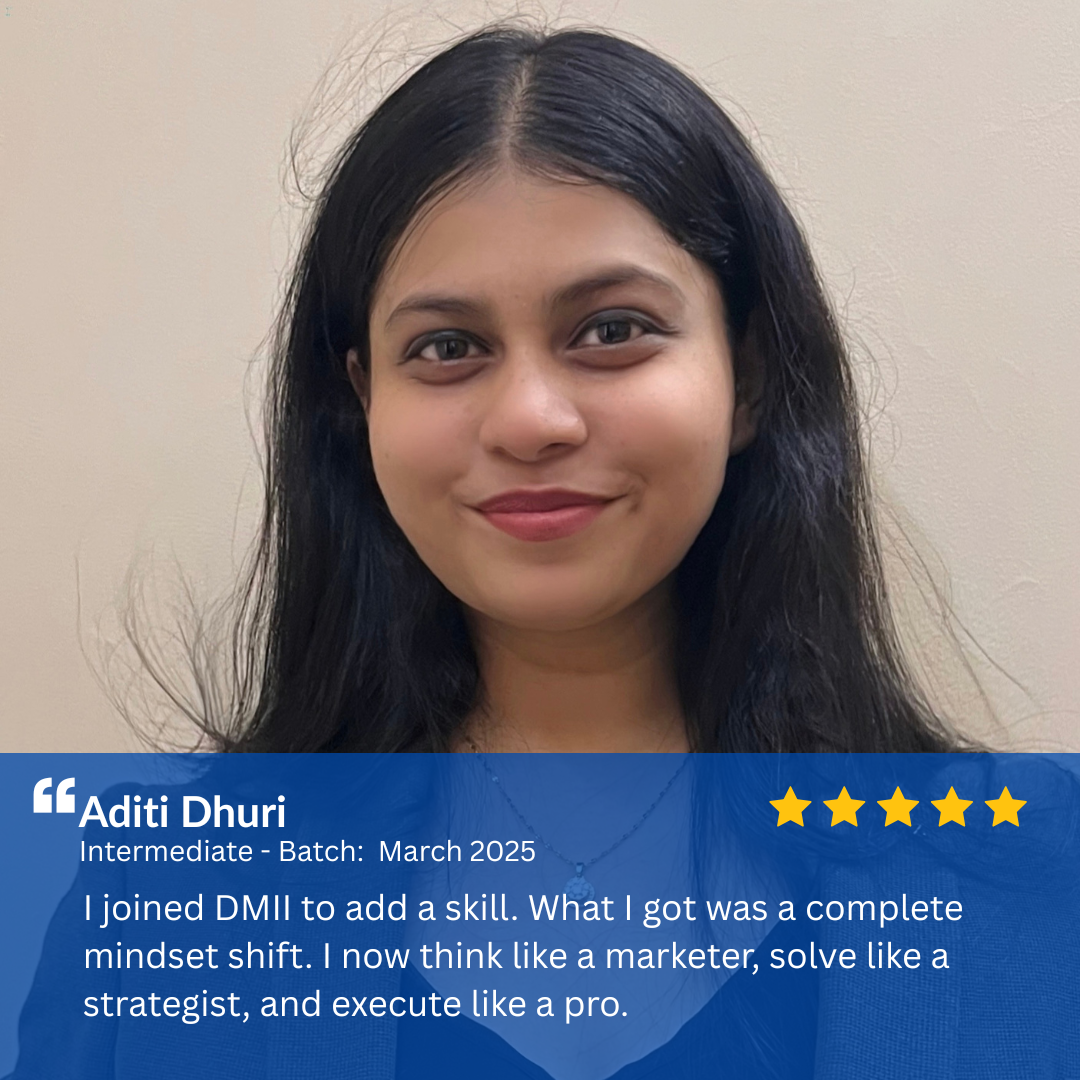 “Aditi Dhuri
Intermediate - Batch: March 2025
I joined DMII to add a skill. What I got was a complete
mindset shift. I now think like a marketer, solve like a
strategist, and execute like a pro.